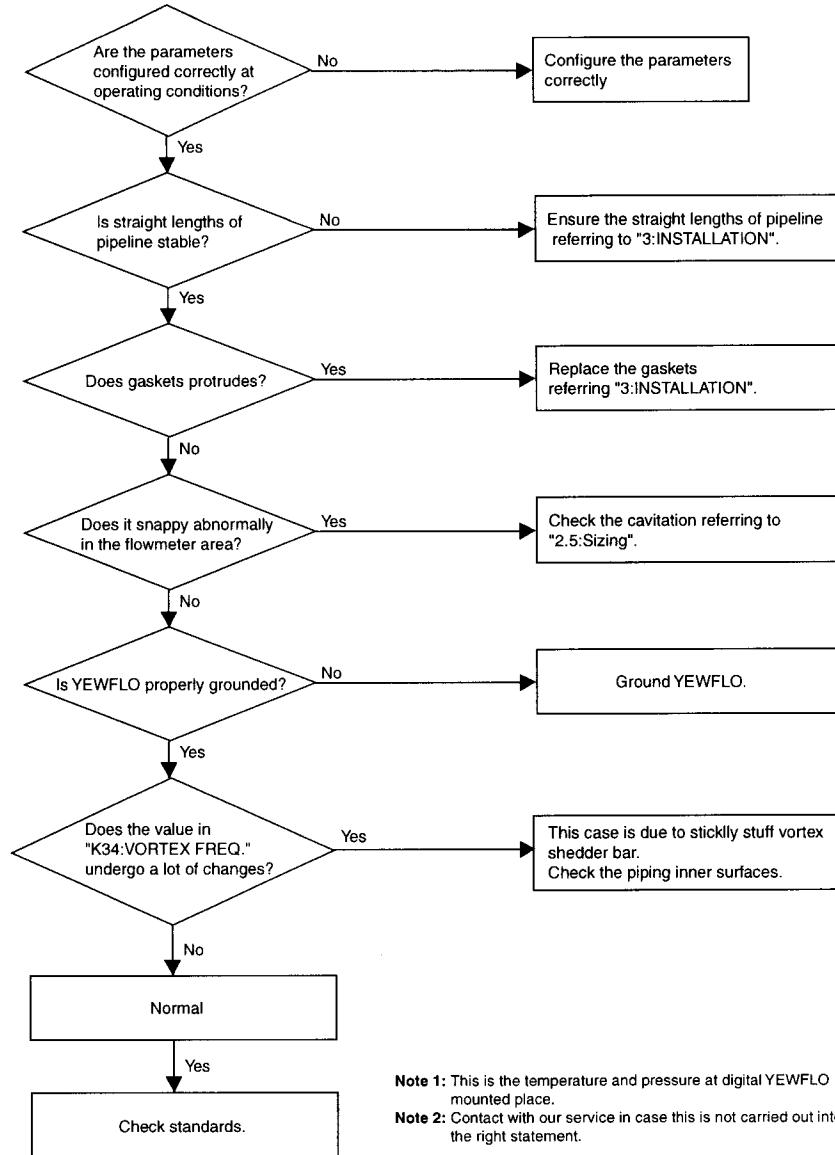 Are the parameters
configured correctly at
operating conditions?
No
Configure the parameters
correctly
Yes
Is straight lengths of
pipeline stable?
No
Ensure the straight lengths of pipeline
referring to "3:INSTALLATION".
Yes
Does gaskets protrudes?
Yes
Replace the gaskets
referring "3:INSTALLATION".
No
Does it snappy abnormally
in the flowmeter area?
Yes
Check the cavitation referring to
"2.5:Sizing".
No
Is YEWFLO properly grounded?
No
Ground YEWFLO.
Yes
Does the value in
"K34:VORTEX FREQ."
undergo a lot of changes?
Yes
This case is due to sticklly stuff vortex
shedder bar.
Check the piping inner surfaces.
No
Normal
Yes
Check standards.
Note 1: This is the temperature and pressure at digital YEWFLO
mounted place.
Note 2: Contact with our service in case this is not carried out
the right statement.